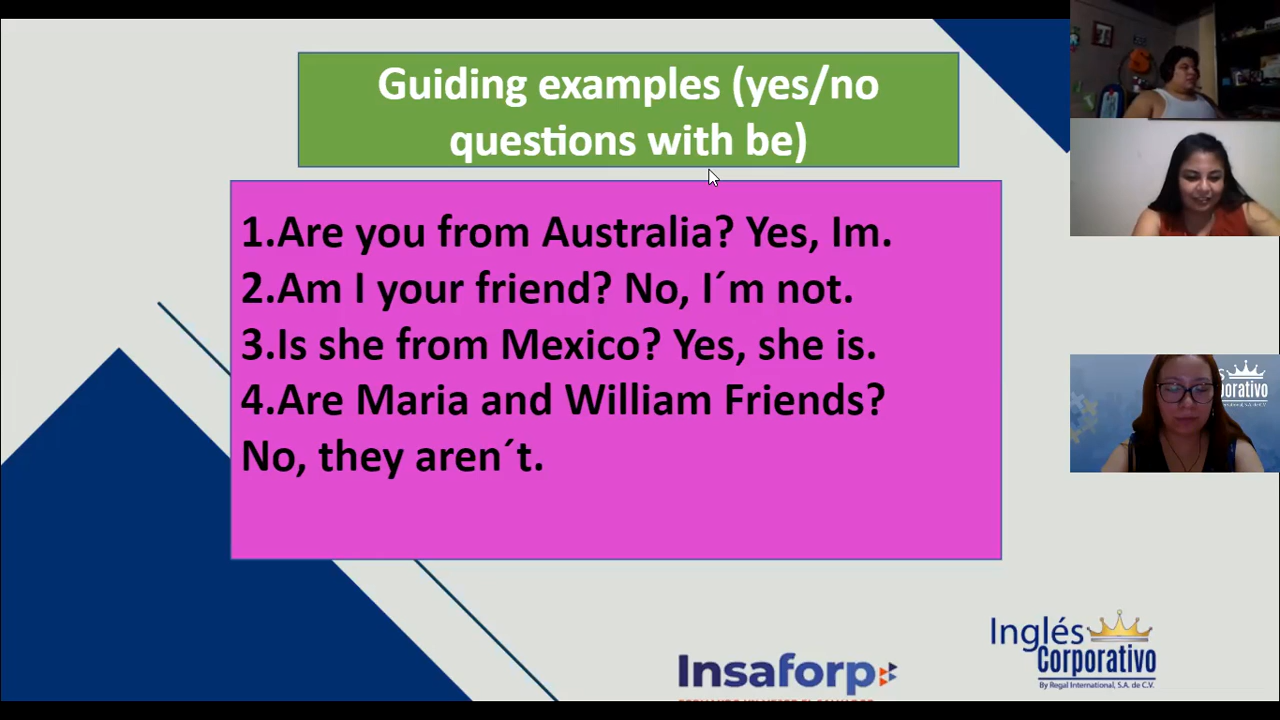 Guiding examples (yes/no
questions with be)
1.Are you from Australia? Yes, Im.
2.Am I your friend? No, I´m not.
3.Is she from Mexico? Yes, she is.
4.Are Maria and William Friends?
No, they aren´t.
Insaforp
Inglés
Corporativo
By Regal International, S.A. de C.V.